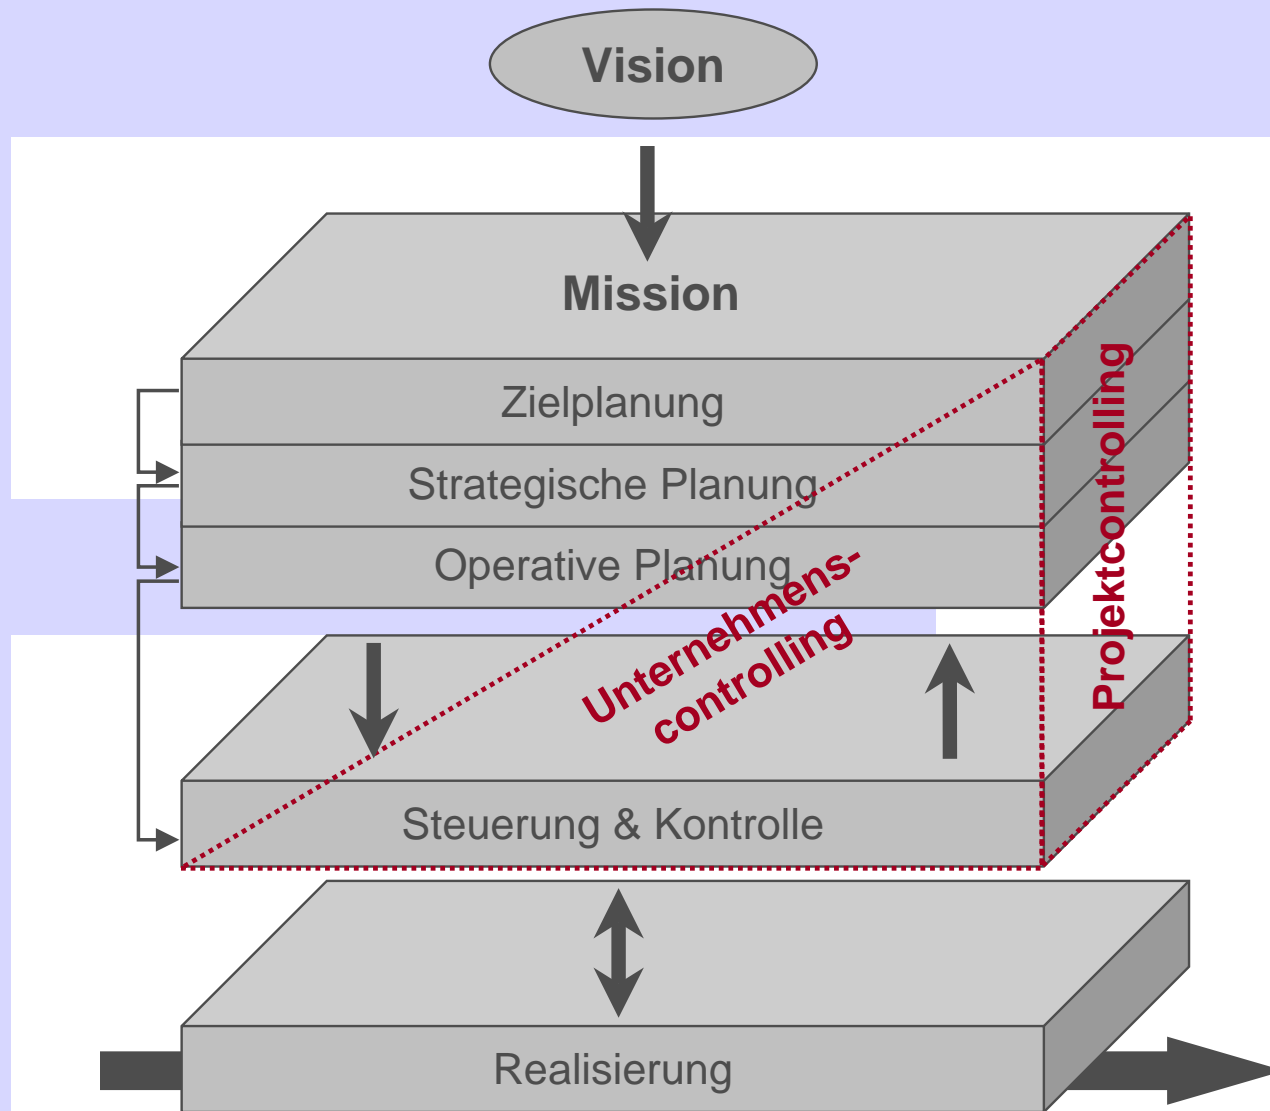 Vision
Mission
Zielplanung
Strategische Planung
Operative Planung
Unternehmens-
controlling
Projektcontrolling
Steuerung & Kontrolle
Realisierung